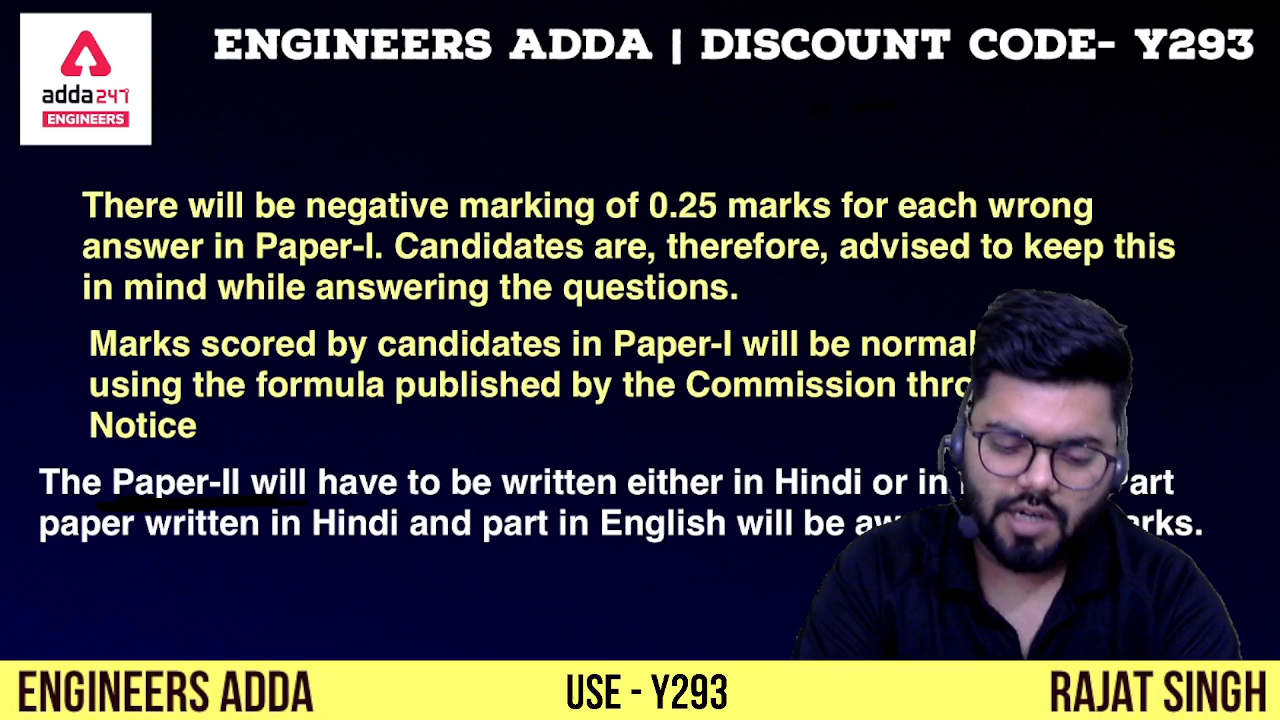 ENGINEERS ADDA | DISCOUNT CODE- Y293
adda247
ENGINEERS
There will be negative marking of 0.25 marks for each wrong
answer in Paper-I. Candidates are, therefore, advised to keep this
in mind while answering the questions.
Marks scored by candidates in Paper-I will be
using the formula published by the Commission
Notice
The Paper-II will have to be written either in Hindi or in
paper written in Hindi and part in English will be
ENGINEERS ADDA
USE - Y293
RAJAT SINGH